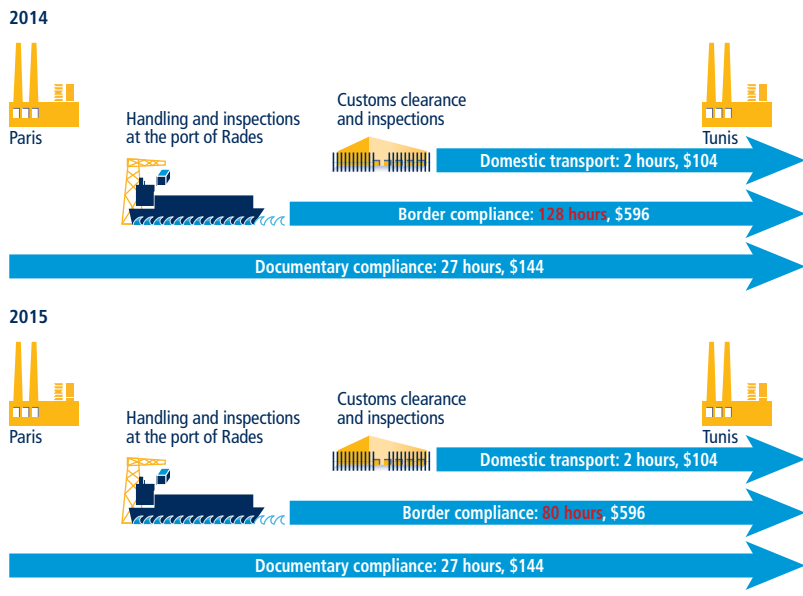 2014
Customs clearance
and inspections
Handling and inspections
at the port of Rades
Paris
Tunis
Domestic transport: 2 hours, $104
Border compliance: 128 hours, $596
Documentary compliance: 27 hours, $144
2015
Customs clearance
and inspections
Handling and inspections
at the port of Rades
Paris
Tunis
Domestic transport: 2 hours, $104
Border compliance: 80 hours, $596
Documentary compliance: 27 hours, $144